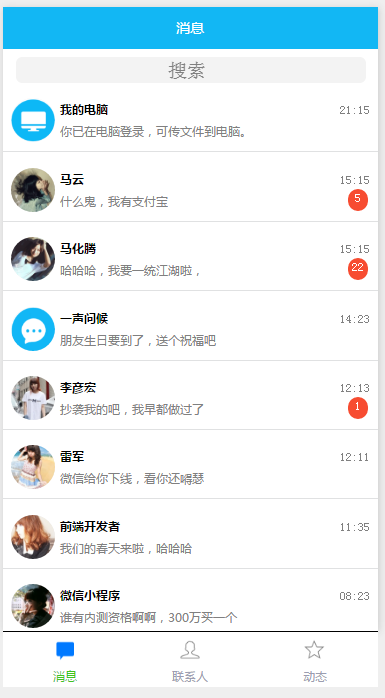 消息
搜索
我的电脑 21:15
你已在电脑登录，可传文件到电脑。
马云 15:15
什么鬼，我有支付宝 5
马化腾 15:15
哈哈哈，我要一统江湖啦， 22
一声问候 14:23
朋友生日要到了，送个祝福吧
李彦宏 12:13
抄袭我的吧，我早都做过了 1
雷军 12:11
微信给你下线，看你还嘚瑟
前端开发者 11:35
我们的春天来啦，哈哈哈
微信小程序 08:23
谁有内测资格啊啊，300万买一个
消息 联系人 动态